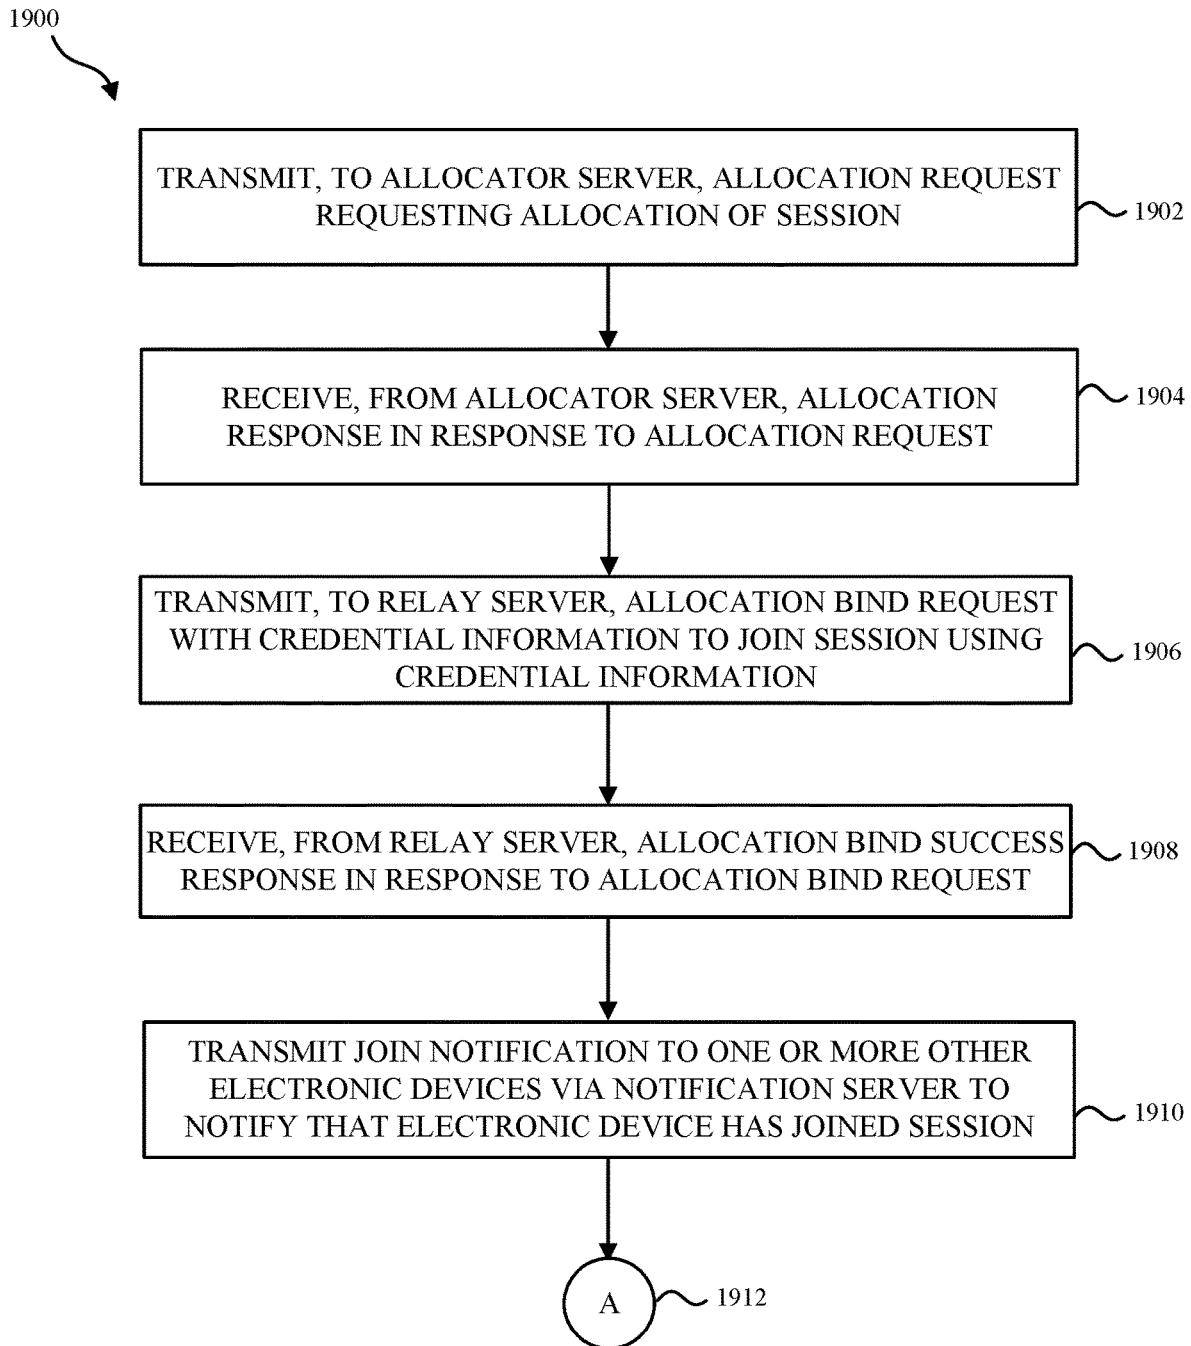 1900
TRANSMIT, TO ALLOCATOR SERVER, ALLOCATION REQUEST
REQUESTING ALLOCATION OF SESSION
1902
RECEIVE, FROM ALLOCATOR SERVER, ALLOCATION
RESPONSE IN RESPONSE TO ALLOCATION REQUEST
1904
TRANSMIT, TO RELAY SERVER, ALLOCATION BIND REQUEST
WITH CREDENTIAL INFORMATION TO JOIN SESSION USING
CREDENTIAL INFORMATION
1906
RECEIVE, FROM RELAY SERVER, ALLOCATION BIND SUCCESS
RESPONSE IN RESPONSE TO ALLOCATION BIND REQUEST
1908
TRANSMIT JOIN NOTIFICATION TO ONE OR MORE OTHER
ELECTRONIC DEVICES VIA NOTIFICATION SERVER TO
NOTIFY THAT ELECTRONIC DEVICE HAS JOINED SESSION
1910
A
1912